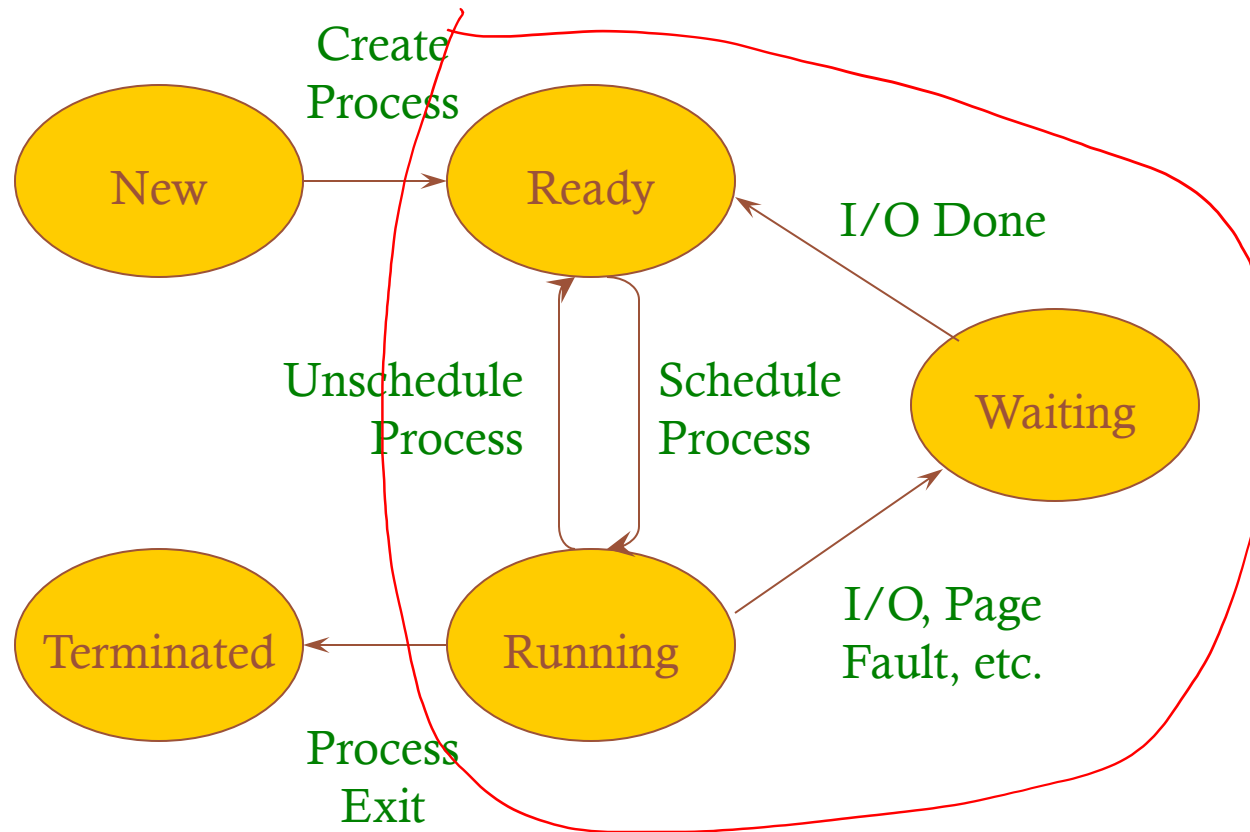 Create
Process
New
Ready
I/O Done
Unschedule
Process
Schedule
Process
Waiting
Terminated
Running
I/O, Page
Fault, etc.
Process
Exit